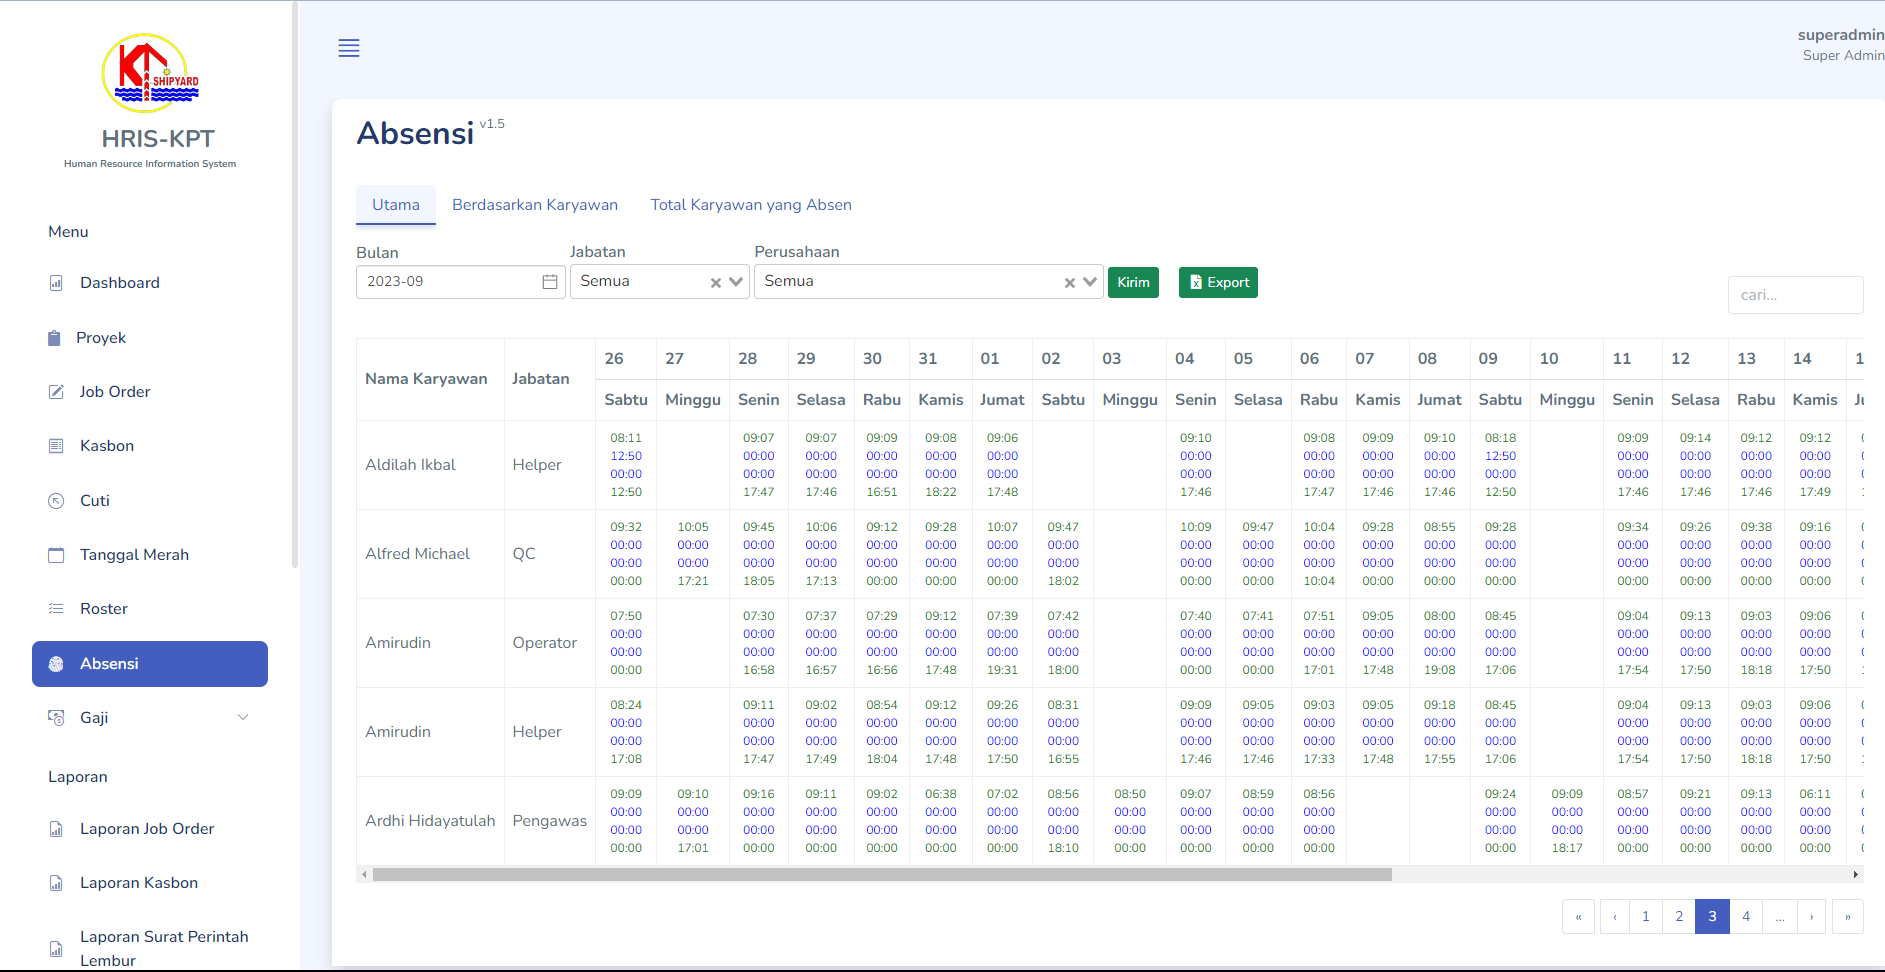 KT
SHIPYARD
HRIS-KPT
Human Resource Information System
Menu
Dashboard
Proyek
Job Order
Kasbon
Cuti
Tanggal Merah
Roster
Absensi
Gaji
Laporan
Laporan Job Order
Laporan Kasbon
Laporan Surat Perintah
Lembur
superadmin
Super Admin
Absensi v1.5
Utama Berdasarkan Karyawan Total Karyawan yang Absen
Bulan Jabatan Perusahaan
2023-09 Semua Semua Kirim Export
cari...
Nama Karyawan Jabatan 26 27 28 29 30 31 01 02 03 04 05 06 07 08 09 10 11 12 13 14 1
Sabtu Minggu Senin Selasa Rabu Kamis Jumat Sabtu Minggu Senin Selasa Rabu Kamis Jumat Sabtu Minggu Senin Selasa Rabu Kamis
Aldilah Ikbal Helper
08:11 09:07 09:07 09:09 09:08 09:06 09:10 09:08 09:09 09:10 08:18 09:09 09:14 09:12 09:12
12:50 00:00 00:00 00:00 00:00 00:00 00:00 00:00 00:00 00:00 12:50 00:00 00:00 00:00 00:00
00:00 00:00 00:00 00:00 00:00 00:00 00:00 00:00 00:00 00:00 00:00 00:00 00:00 00:00 00:00
12:50 17:47 17:46 16:51 18:22 17:48 17:46 17:47 17:46 17:46 12:50 17:46 17:46 17:46 17:49
Alfred Michael QC
09:32 10:05 09:45 10:06 09:12 09:28 10:07 09:47 10:09 09:47 10:04 09:28 08:55 09:28 09:34 09:26 09:38 09:16
00:00 00:00 00:00 00:00 00:00 00:00 00:00 00:00 00:00 00:00 00:00 00:00 00:00 00:00 00:00 00:00 00:00 00:00
00:00 00:00 00:00 00:00 00:00 00:00 00:00 00:00 00:00 00:00 00:00 00:00 00:00 00:00 00:00 00:00 00:00 00:00
00:00 17:21 18:05 17:13 00:00 00:00 00:00 18:02 00:00 00:00 10:04 00:00 00:00 00:00 00:00 00:00 00:00 00:00
Amirudin Operator
07:50 07:30 07:37 07:29 09:12 07:39 07:42 07:40 07:41 07:51 09:05 08:00 08:45 09:04 09:13 09:03 09:06
00:00 00:00 00:00 00:00 00:00 00:00 00:00 00:00 00:00 00:00 00:00 00:00 00:00 00:00 00:00 00:00 00:00
00:00 00:00 00:00 00:00 00:00 00:00 00:00 00:00 00:00 00:00 00:00 00:00 00:00 00:00 00:00 00:00 00:00
00:00 16:58 16:57 16:56 17:48 19:31 18:00 00:00 00:00 17:01 17:48 19:08 17:06 17:54 17:50 18:18 17:50
Amirudin Helper
08:24 09:11 09:02 08:54 09:12 09:26 08:31 09:09 09:05 09:03 09:05 09:18 08:45 09:04 09:13 09:03 09:06
00:00 00:00 00:00 00:00 00:00 00:00 00:00 00:00 00:00 00:00 00:00 00:00 00:00 00:00 00:00 00:00 00:00
00:00 00:00 00:00 00:00 00:00 00:00 00:00 00:00 00:00 00:00 00:00 00:00 00:00 00:00 00:00 00:00 00:00
17:08 17:47 17:49 18:04 17:48 17:50 16:55 17:46 17:46 17:33 17:48 17:55 17:06 17:54 17:50 18:18 17:50
Ardhi Hidayatulah Pengawas
09:09 09:10 09:16 09:11 09:02 06:38 07:02 08:56 08:50 09:07 08:59 08:56 09:24 09:09 08:57 09:21 09:13 06:11
00:00 00:00 00:00 00:00 00:00 00:00 00:00 00:00 00:00 00:00 00:00 00:00 00:00 00:00 00:00 00:00 00:00 00:00
00:00 00:00 00:00 00:00 00:00 00:00 00:00 00:00 00:00 00:00 00:00 00:00 00:00 00:00 00:00 00:00 00:00 00:00
00:00 17:01 00:00 00:00 00:00 00:00 00:00 18:10 00:00 00:00 00:00 00:00 00:00 18:17 00:00 00:00 00:00 00:00
« ‹ 1 2 3 4 ... › »